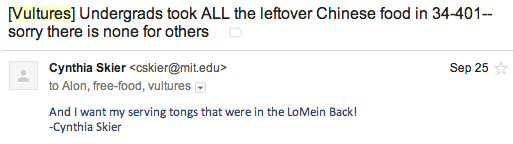 [Vultures] Undergrads took ALL the leftover Chinese food in 34-401--
sorry there is none for others
Cynthia Skier <cskier@mit.edu>
Sep 25
to Alon, free-food, vultures
And I want my serving tongs that were in the LoMein Back!
-Cynthia Skier